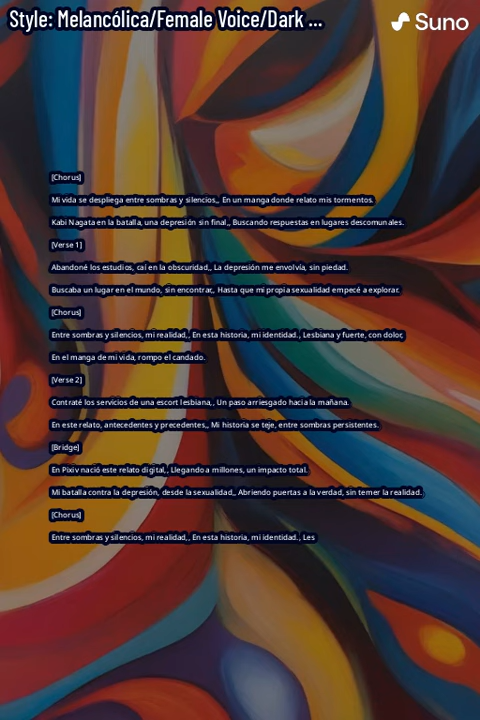 Style: Melancólica/Female Voice/Dark ...
Suno
[Chorus]
Mi vida se despliega entre sombras y silencios,, En un manga donde relato mis tormentos.
Kabi Nagata en la batalla, una depresión sin final,, Buscando respuestas en lugares descomunales.
[Verse 1]
Abandoné los estudios, caí en la obscuridad,, La depresión me envolvía, sin piedad.
Buscaba un lugar en el mundo, sin encontrar,, Hasta que mi propia sexualidad empecé a explorar.
[Chorus]
Entre sombras y silencios, mi realidad,, En esta historia, mi identidad., Lesbiana y fuerte, con dolor,
En el manga de mi vida, rompo el candado.
[Verse 2]
Contraté los servicios de una escort lesbiana,, Un paso arriesgado hacia la mañana.
En este relato, antecedentes y precedentes,, Mi historia se teje, entre sombras persistentes.
[Bridge]
En Pixiv nació este relato digital,, Llegando a millones, un impacto total.
Mi batalla contra la depresión, desde la sexualidad,, Abriendo puertas a la verdad, sin temer la realidad.
[Chorus]
Entre sombras y silencios, mi realidad,, En esta historia, mi identidad., Les